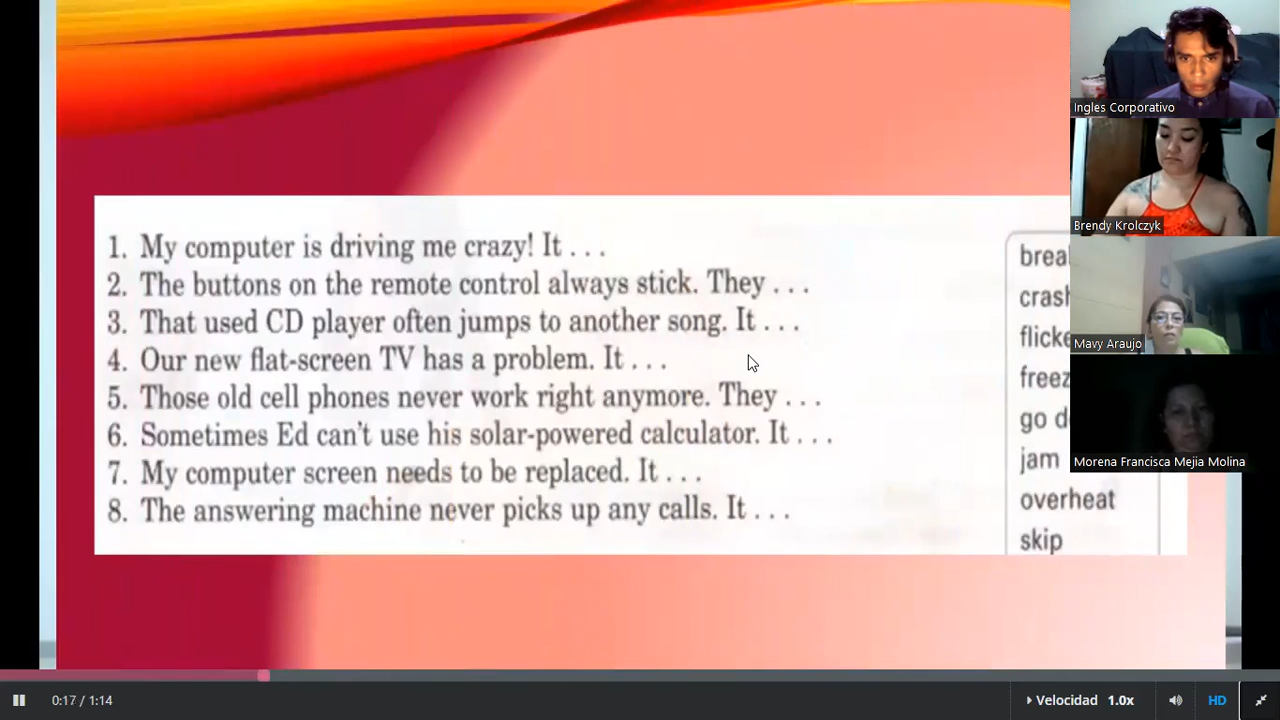 Ingles Corporativo
Brendy Krolczyk
Mavy Araujo
Morena Francisca Mejia Molina
1. My computer is driving me crazy! It . . .
2. The buttons on the remote control always stick. They . . .
3. That used CD player often jumps to another song. It . . .
4. Our new flat-screen TV has a problem. It . . .
5. Those old cell phones never work right anymore. They . . .
6. Sometimes Ed can't use his solar-powered calculator. It . . .
7. My computer screen needs to be replaced. It . . .
8. The answering machine never picks up any calls. It . . .
go
jam
overheat
skip
0:17 / 1:14
Velocidad 1.0x
HD